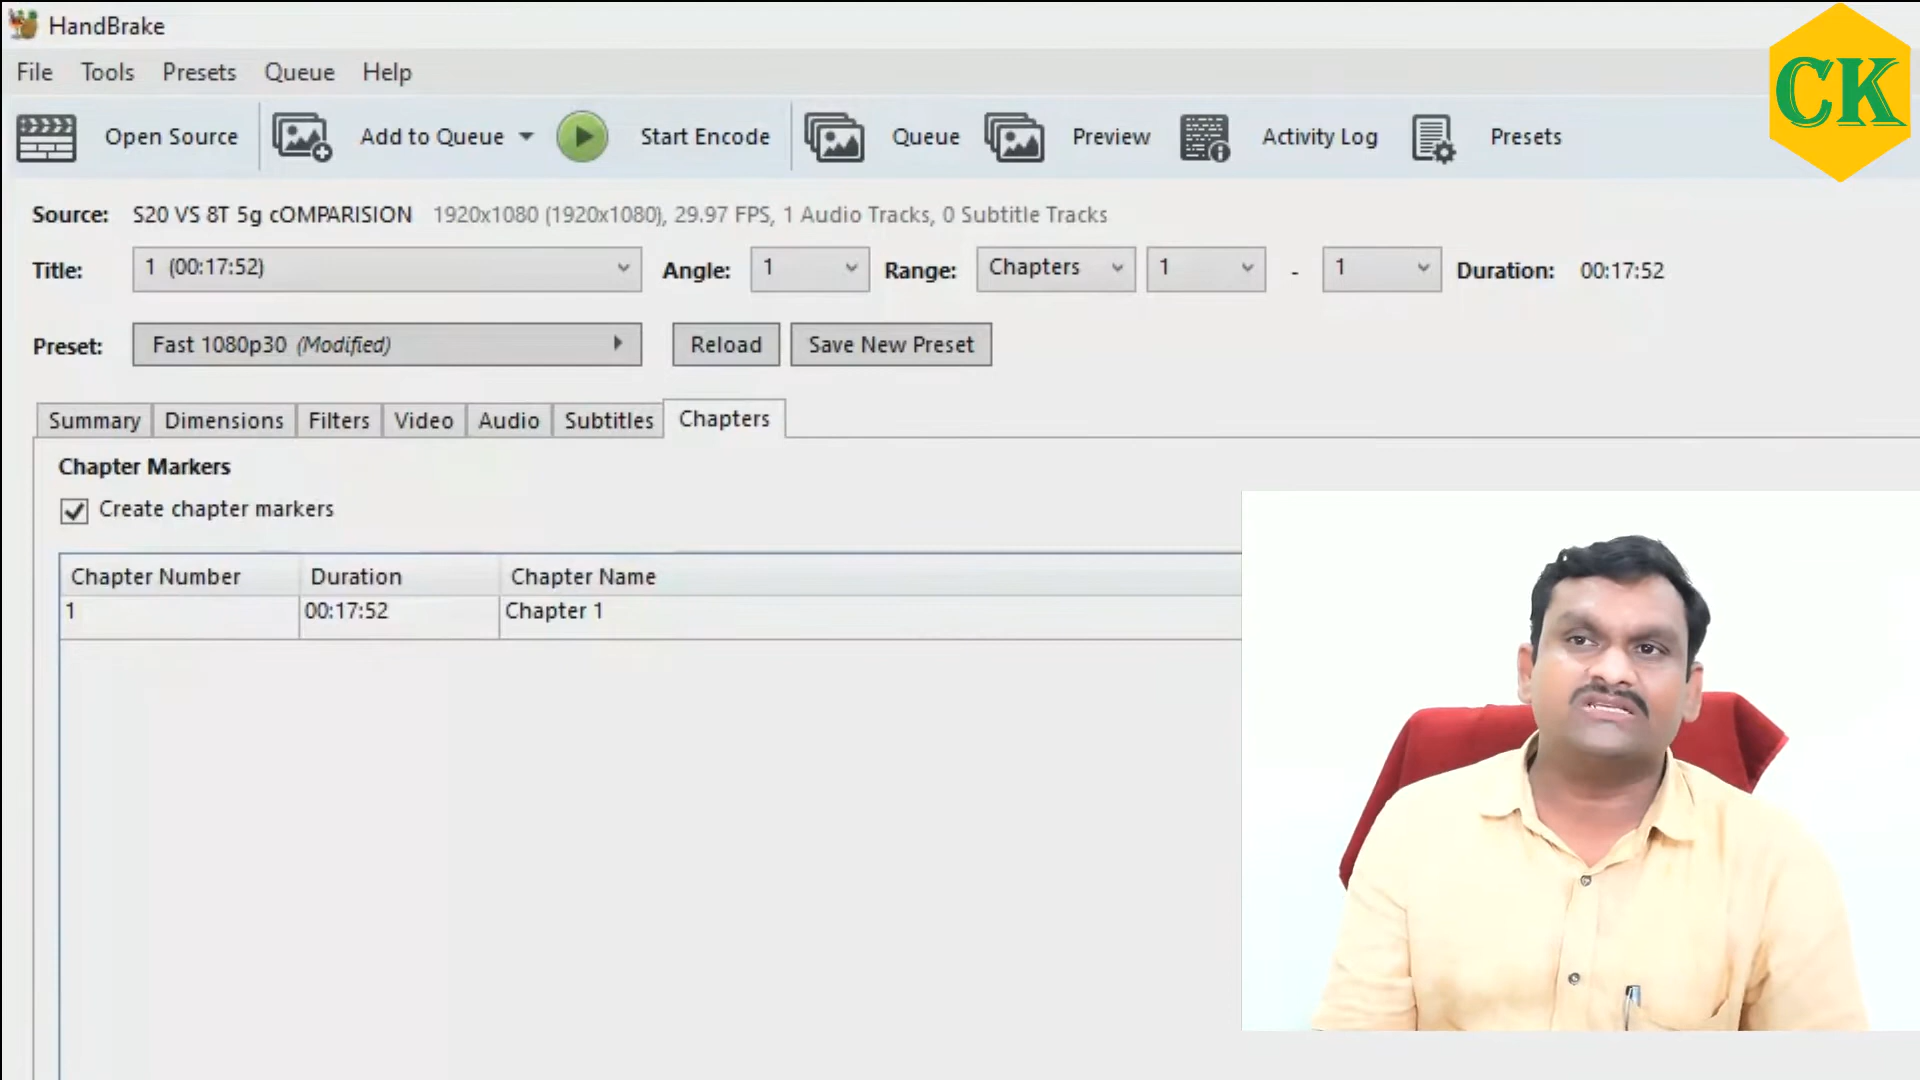 HandBrake
File Tools Presets Queue Help
Open Source Add to Queue Start Encode Queue Preview Activity Log Presets
CK
Source: S20 VS 8T 5g cOMPARISION 1920x1080 (1920x1080), 29.97 FPS, 1 Audio Tracks, 0 Subtitle Tracks
Title: 1 (00:17:52) Angle: 1 Range: Chapters 1 - 1 Duration: 00:17:52
Preset: Fast 1080p30 (Modified) Reload Save New Preset
Summary Dimensions Filters Video Audio Subtitles Chapters
Chapter Markers
Create chapter markers
Chapter Number Duration Chapter Name
1 00:17:52 Chapter 1